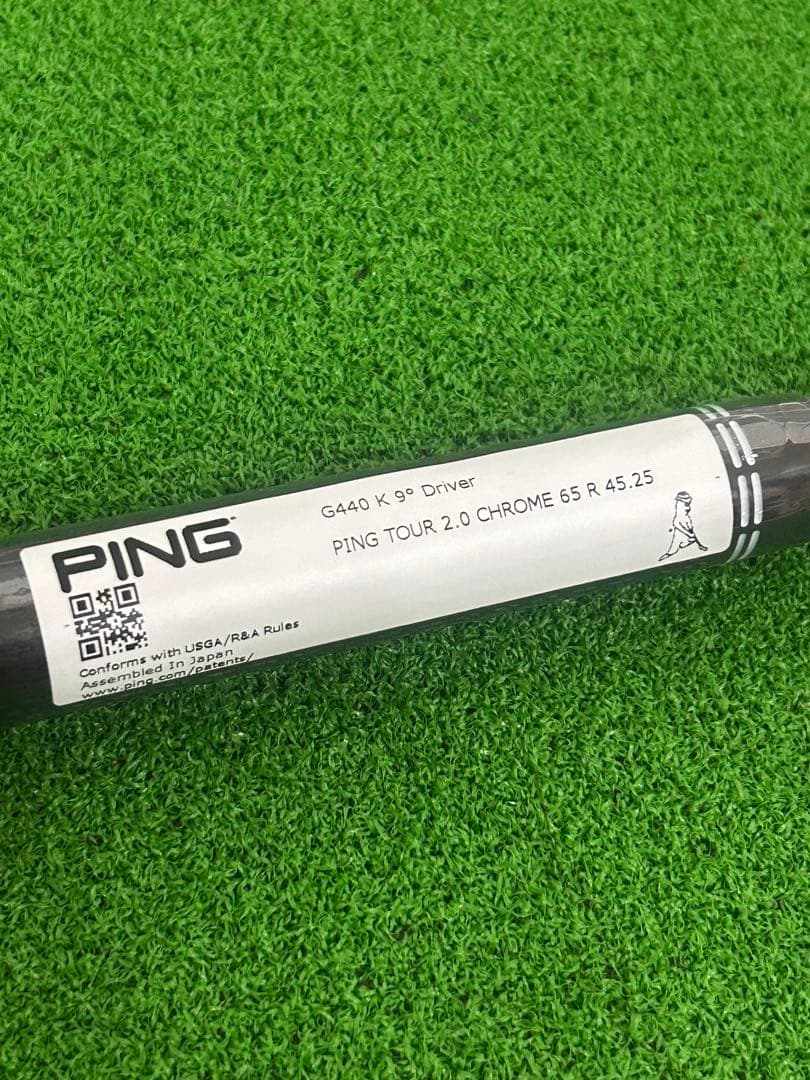 PING
G440 K 9° Driver
PING TOUR 2.0 CHROME 65 R 45.25
Conforms with USGA/R&A Rules
Assembled In Japan
www.ping.com/patents/